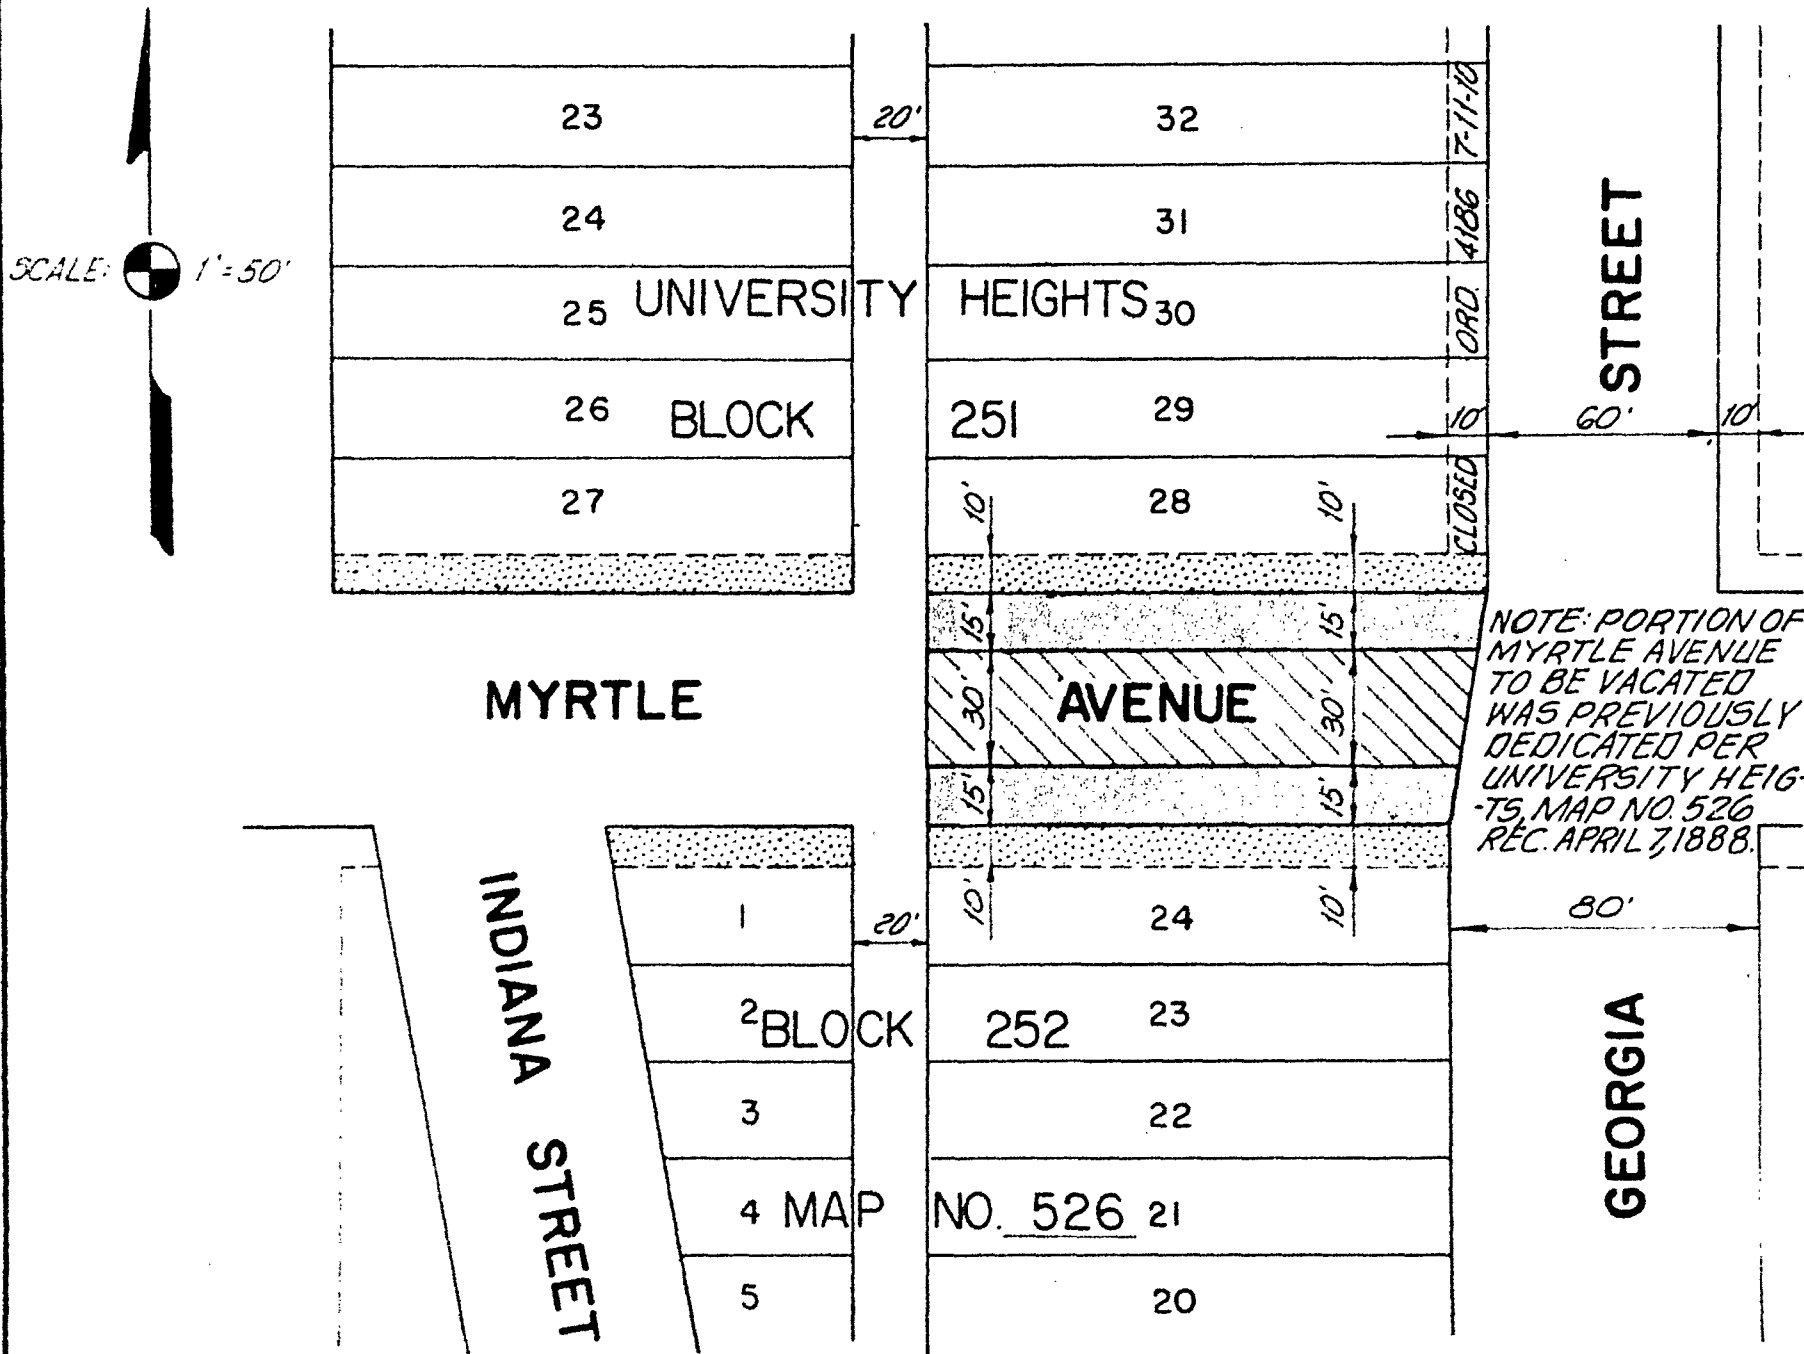 SCALE: 1"=50'
23
24
25
26
27
20'
32
31
30
29
28
UNIVERSITY HEIGHTS
BLOCK 251
CLOSED ORD. 4186 7-11-10
STREET
10'
60'
10'
10'
10'
15'
15'
30'
30'
15'
15'
10'
10'
MYRTLE AVENUE
NOTE: PORTION OF
MYRTLE AVENUE
TO BE VACATED
WAS PREVIOUSLY
DEDICATED PER
UNIVERSITY HEIG-
-TS, MAP NO. 526
REC. APRIL 7, 1888.
INDIANA STREET
1
2
3
4
5
20'
24
23
22
21
20
BLOCK 252
MAP NO. 526
80'
GEORGIA